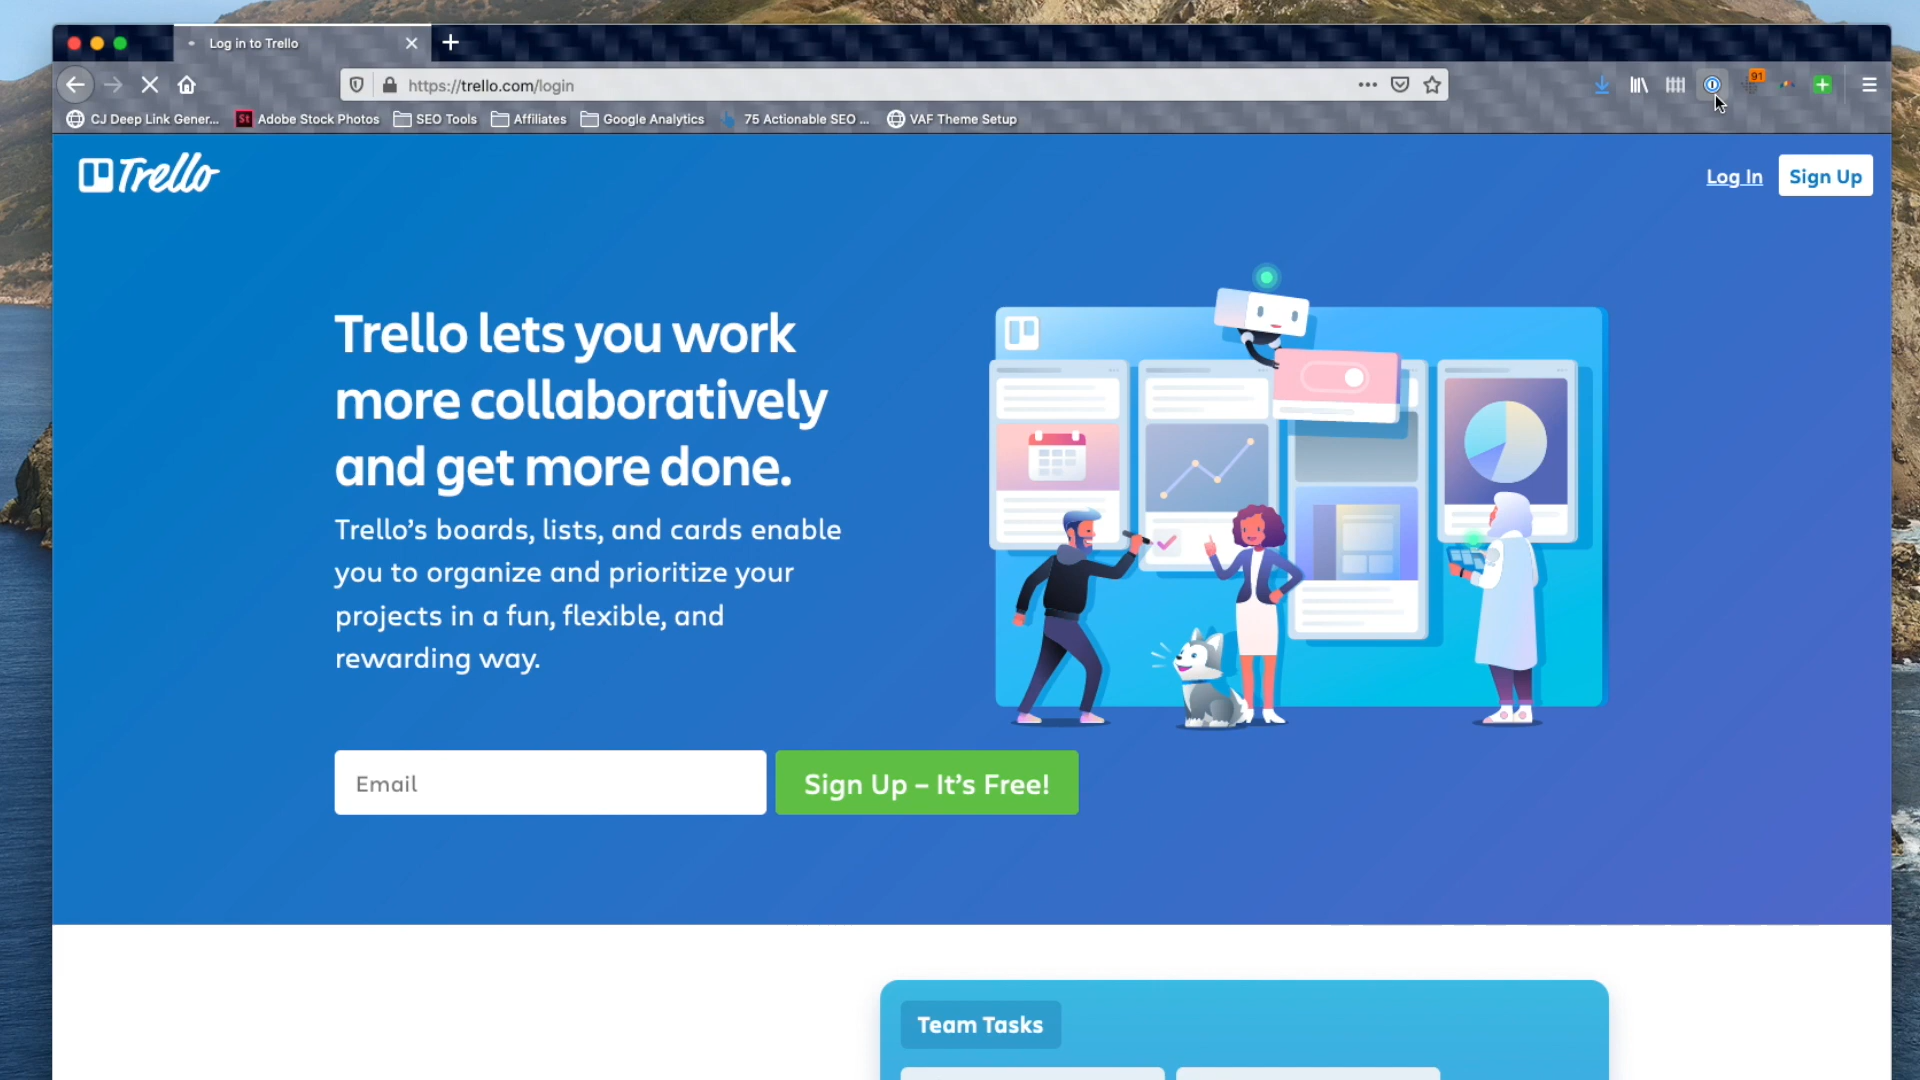 Log in to Trello
https://trello.com/login
91
CJ Deep Link Gener...
St Adobe Stock Photos
SEO Tools
Affiliates
Google Analytics
75 Actionable SEO ...
VAF Theme Setup
Trello
Log In
Sign Up
Trello lets you work
more collaboratively
and get more done.
Trello’s boards, lists, and cards enable
you to organize and prioritize your
projects in a fun, flexible, and
rewarding way.
Email
Sign Up – It’s Free!
Team Tasks